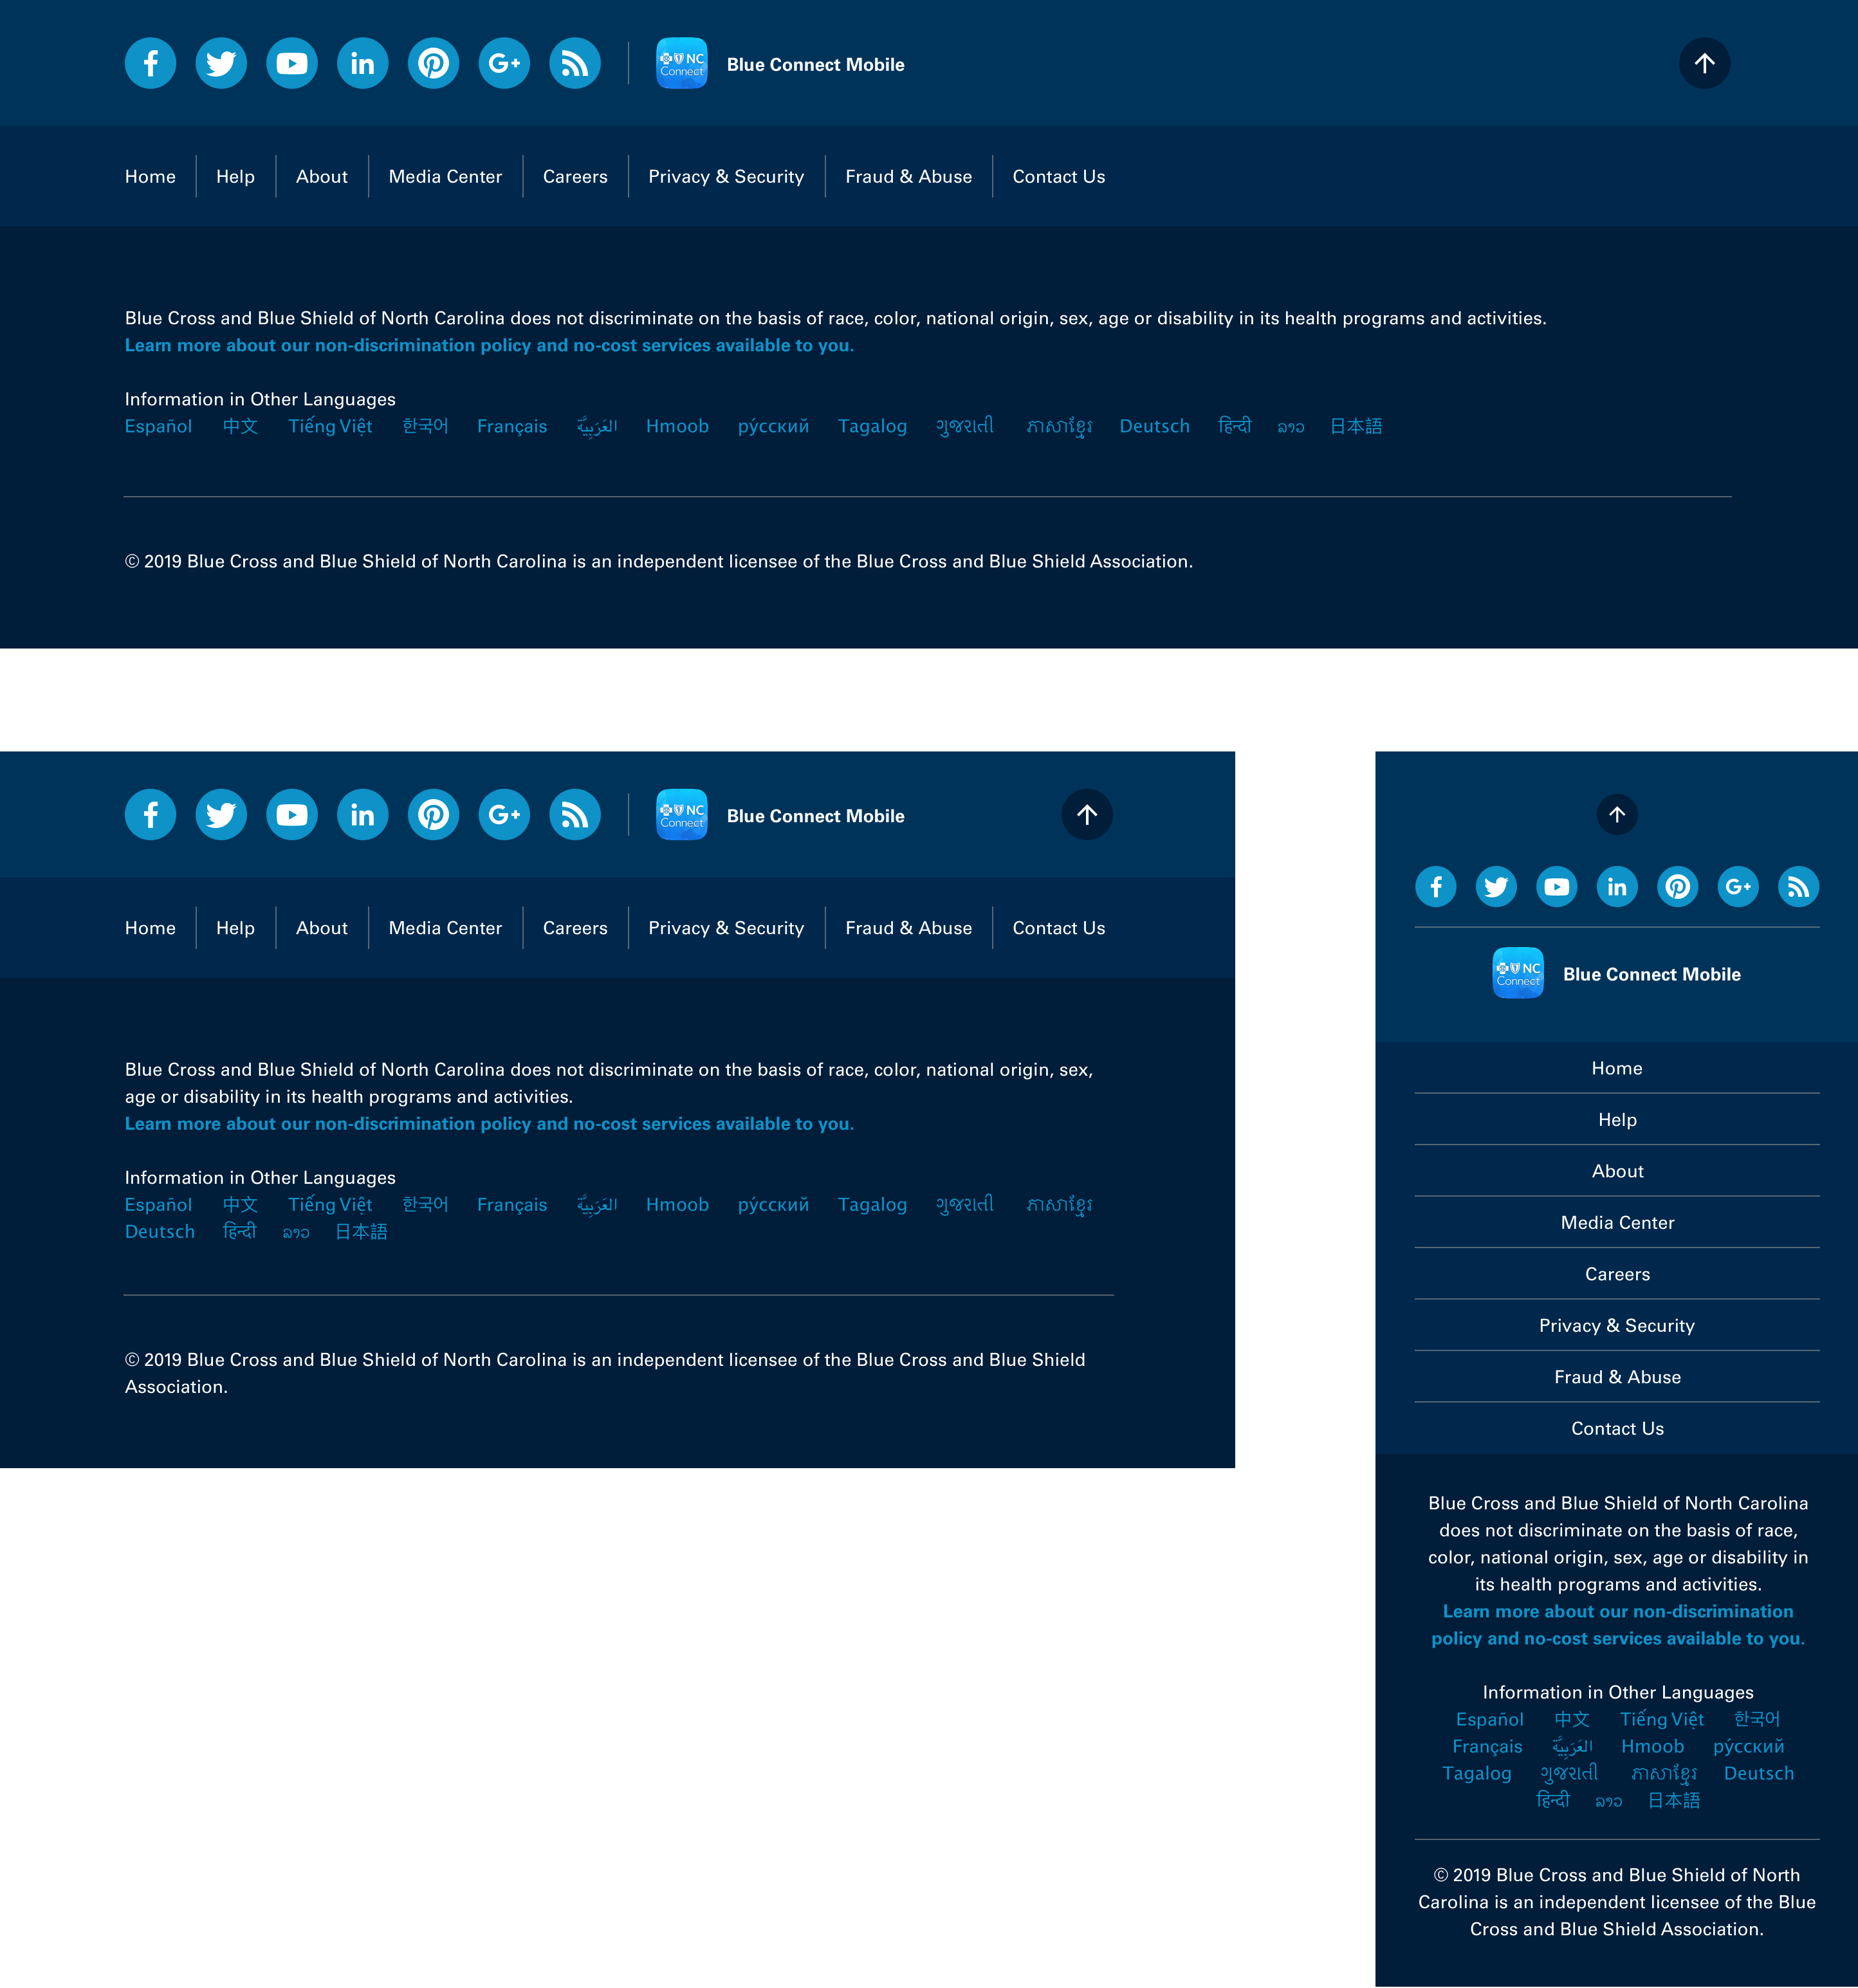 NC
Connect
Blue Connect Mobile
Home Help About Media Center Careers Privacy & Security Fraud & Abuse Contact Us
Blue Cross and Blue Shield of North Carolina does not discriminate on the basis of race, color, national origin, sex, age or disability in its health programs and activities.
Learn more about our non-discrimination policy and no-cost services available to you.
Information in Other Languages
Español 中文 Tiếng Việt 한국어 Français العَرَبِيَّة Hmoob ру́сский Tagalog ગુજરાતી ភាសាខ្មែរ Deutsch हिन्दी ລາວ 日本語
© 2019 Blue Cross and Blue Shield of North Carolina is an independent licensee of the Blue Cross and Blue Shield Association.
NC
Connect
Blue Connect Mobile
Home Help About Media Center Careers Privacy & Security Fraud & Abuse Contact Us
Blue Cross and Blue Shield of North Carolina does not discriminate on the basis of race, color, national origin, sex,
age or disability in its health programs and activities.
Learn more about our non-discrimination policy and no-cost services available to you.
Information in Other Languages
Español 中文 Tiếng Việt 한국어 Français العَرَبِيَّة Hmoob ру́сский Tagalog ગુજરાતી ភាសាខ្មែរ
Deutsch हिन्दी ລາວ 日本語
© 2019 Blue Cross and Blue Shield of North Carolina is an independent licensee of the Blue Cross and Blue Shield
Association.
NC
Connect
Blue Connect Mobile
Home
Help
About
Media Center
Careers
Privacy & Security
Fraud & Abuse
Contact Us
Blue Cross and Blue Shield of North Carolina
does not discriminate on the basis of race,
color, national origin, sex, age or disability in
its health programs and activities.
Learn more about our non-discrimination
policy and no-cost services available to you.
Information in Other Languages
Español 中文 Tiếng Việt 한국어
Français العَرَبِيَّة Hmoob ру́сский
Tagalog ગુજરાતી ភាសាខ្មែរ Deutsch
हिन्दी ລາວ 日本語
© 2019 Blue Cross and Blue Shield of North
Carolina is an independent licensee of the Blue
Cross and Blue Shield Association.